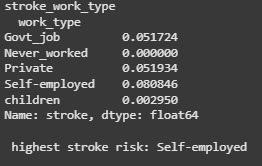 stroke_work_type
work_type
Govt_job 0.051724
Never_worked 0.000000
Private 0.051934
Self-employed 0.080846
children 0.002950
Name: stroke, dtype: float64
highest stroke risk: Self-employed